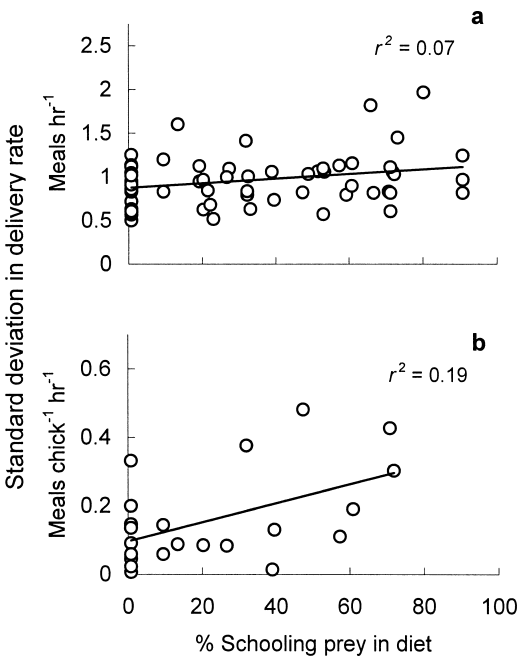 Standard deviation in delivery rate
a
r² = 0.07
Meals hr⁻¹
2.5
2
1.5
1
0.5
0
b
r² = 0.19
Meals chick⁻¹ hr⁻¹
0.6
0.4
0.2
0
0 20 40 60 80 100
% Schooling prey in diet